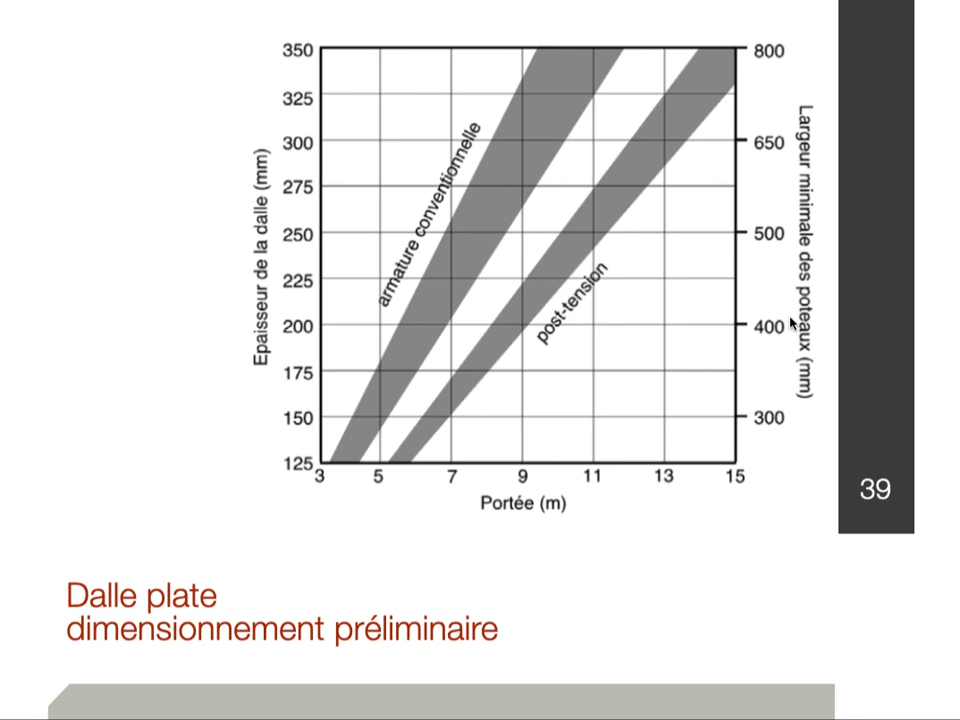 350
325
300
275
250
225
200
175
150
125
Epaisseur de la dalle (mm)
armature conventionnelle
post-tension
800
650
500
400
300
Largeur minimale des poteaux (mm)
3 5 7 9 11 13 15
Portée (m)
39
Dalle plate
dimensionnement préliminaire